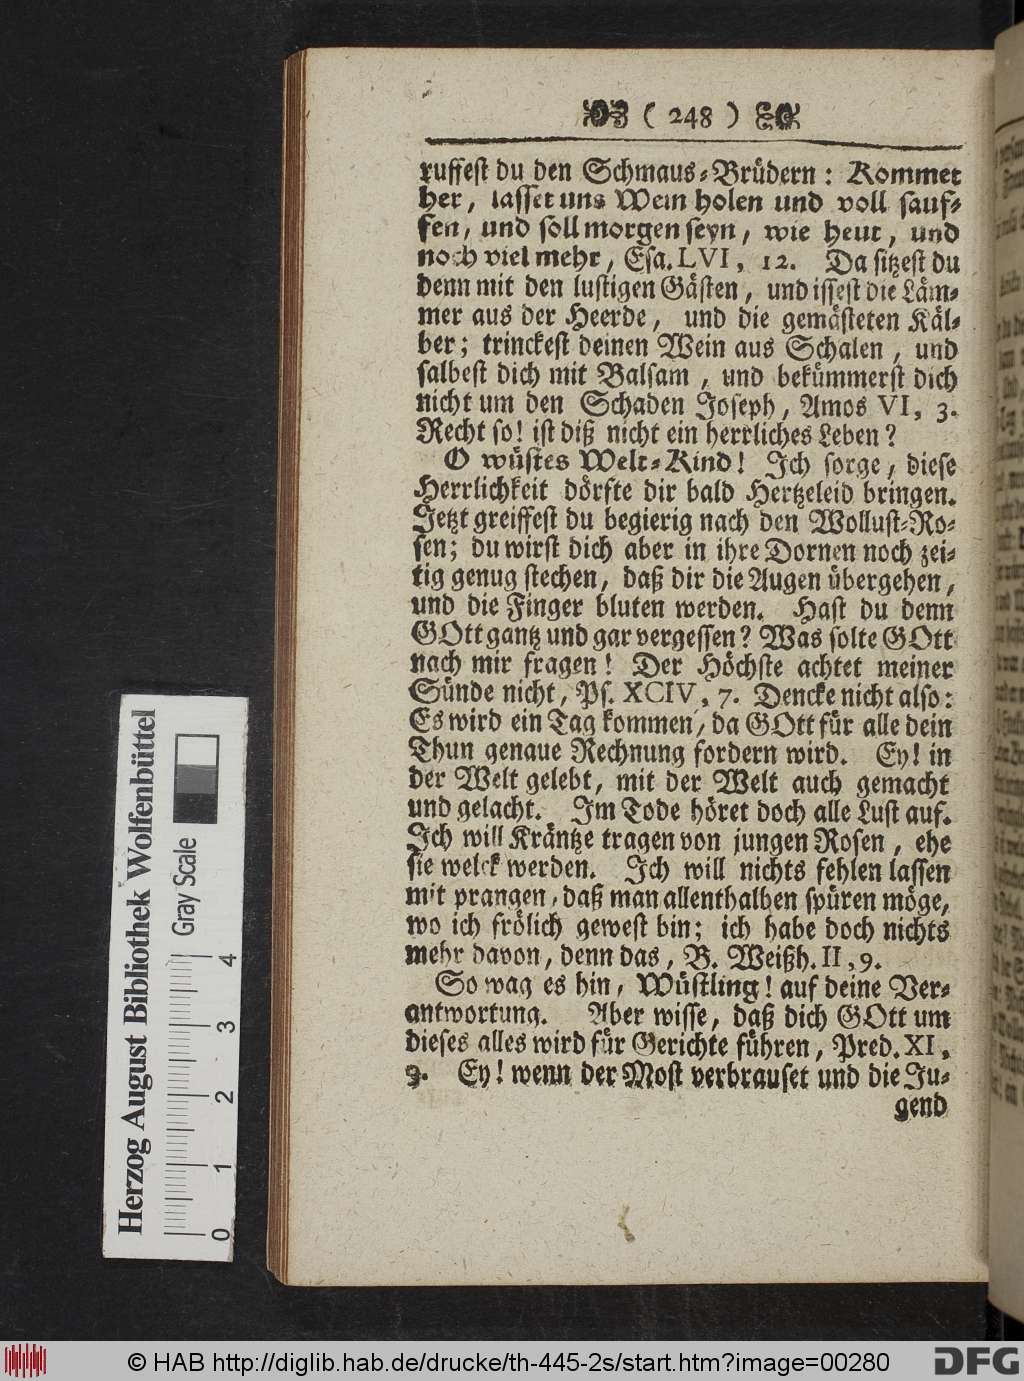 ( 248 )
ruffest du den Schmaus-Brüdern: Kommet
her, lasset uns Wein holen und voll sauf-
fen, und soll morgen seyn, wie heut, und
noch viel mehr, Esa. LVI, 12. Da sitzest du
denn mit den lustigen Gästen, und issest die Läm-
mer aus der Heerde, und die gemästeten Käl-
ber; trinckest deinen Wein aus Schalen, und
salbest dich mit Balsam, und bekümmerst dich
nicht um den Schaden Joseph, Amos VI, 3.
Recht so! ist diß nicht ein herrliches Leben?
O wüstes Welt-Kind! Ich sorge, diese
Herrlichkeit dörfte dir bald Hertzeleid bringen.
Jetzt greiffest du begierig nach den Wollust-Ro-
sen; du wirst dich aber in ihre Dornen noch zei-
tig genug stechen, daß dir die Augen übergehen,
und die Finger bluten werden. Hast du denn
GOtt gantz und gar vergessen? Was solte GOtt
nach mir fragen! Der Höchste achtet meiner
Sünde nicht, Ps. XCIV, 7. Dencke nicht also:
Es wird ein Tag kommen, da GOtt für alle dein
Thun genaue Rechnung fordern wird. Ey! in
der Welt gelebt, mit der Welt auch gemacht
und gelacht. Im Tode höret doch alle Lust auf.
Ich will Kräntze tragen von jungen Rosen, ehe
sie welck werden. Ich will nichts fehlen lassen
mit prangen, daß man allenthalben spüren möge,
wo ich frölich gewest bin; ich habe doch nichts
mehr davon, denn das, B. Weißh. II, 9.
So wag es hin, Wüstling! auf deine Ver-
antwortung. Aber wisse, daß dich GOtt um
dieses alles wird für Gerichte führen, Pred. XI,
9. Ey! wenn der Most verbrauset und die Ju-
gend
Herzog August Bibliothek Wolfenbüttel
Gray Scale
0 1 2 3 4
© HAB http://diglib.hab.de/drucke/th-445-2s/start.htm?image=00280
DFG